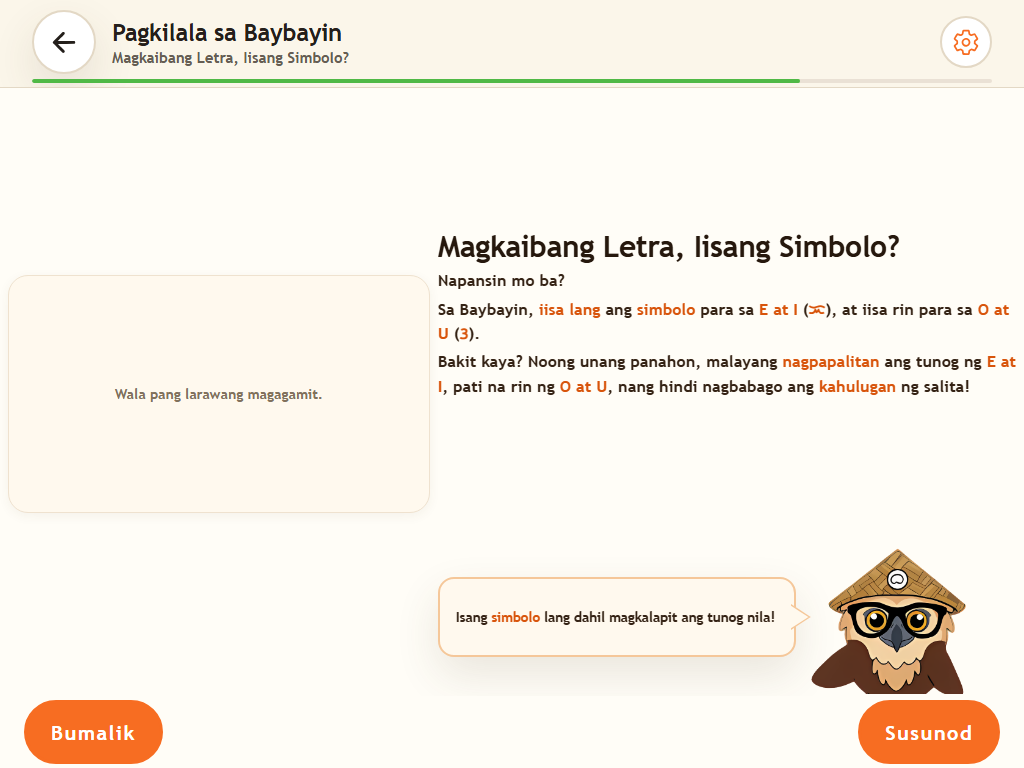 Pagkilala sa Baybayin
Magkaibang Letra, Iisang Simbolo?
Magkaibang Letra, Iisang Simbolo?
Napansin mo ba?
Sa Baybayin, iisa lang ang simbolo para sa E at I (ᜁ), at iisa rin para sa O at
U (ᜂ).
Bakit kaya? Noong unang panahon, malayang nagpapalitan ang tunog ng E at
I, pati na rin ng O at U, nang hindi nagbabago ang kahulugan ng salita!
Wala pang larawang magagamit.
Isang simbolo lang dahil magkalapit ang tunog nila!
Bumalik
Susunod